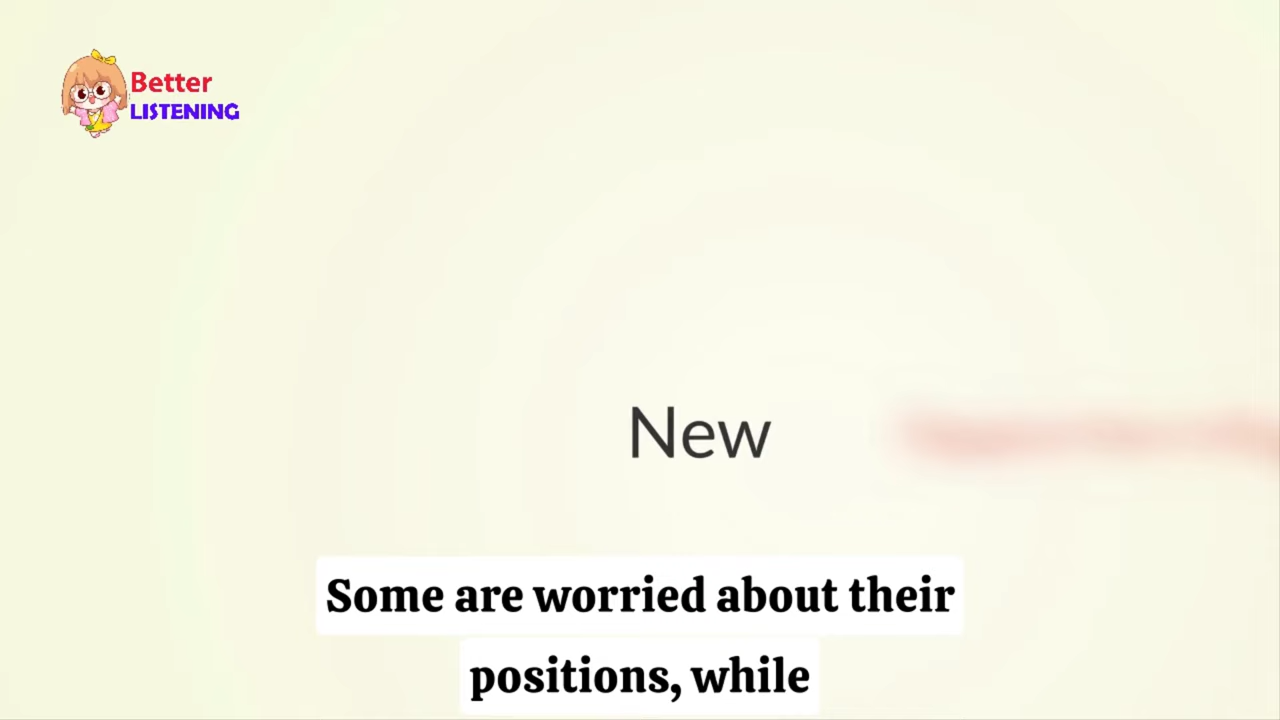 Better
LISTENING
New
Some are worried about their
positions, while